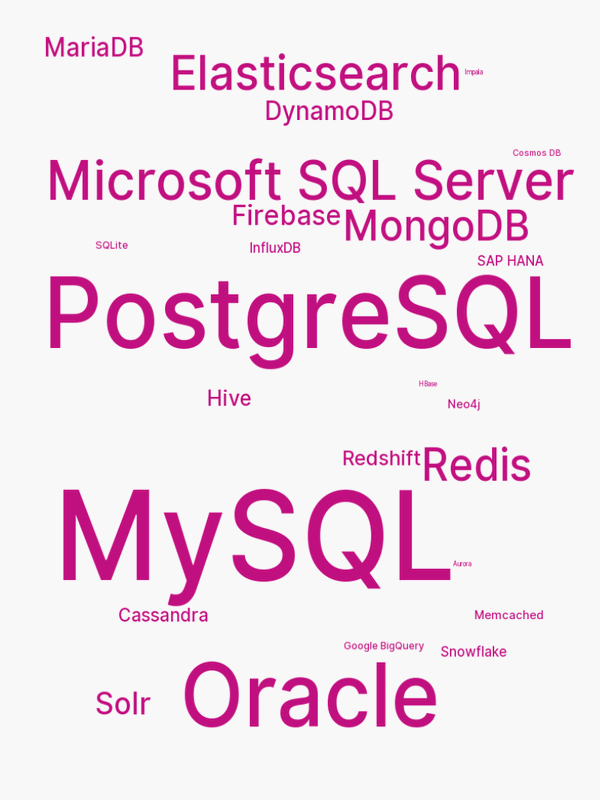 MariaDB
Elasticsearch
Impala
DynamoDB
Cosmos DB
Microsoft SQL Server
Firebase
MongoDB
SQLite
InfluxDB
SAP HANA
PostgreSQL
HBase
Hive
Neo4j
Redshift
Redis
MySQL
Aurora
Cassandra
Memcached
Google BigQuery
Snowflake
Solr
Oracle